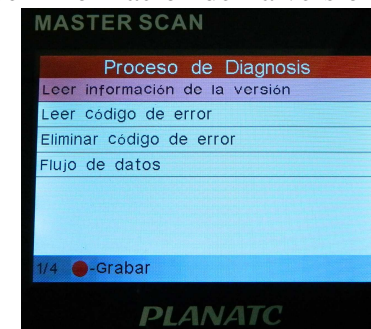 MASTER SCAN
Proceso de Diagnosis
Leer información de la versión
Leer código de error
Eliminar código de error
Flujo de datos
1/4 -Grabar
PLANATC